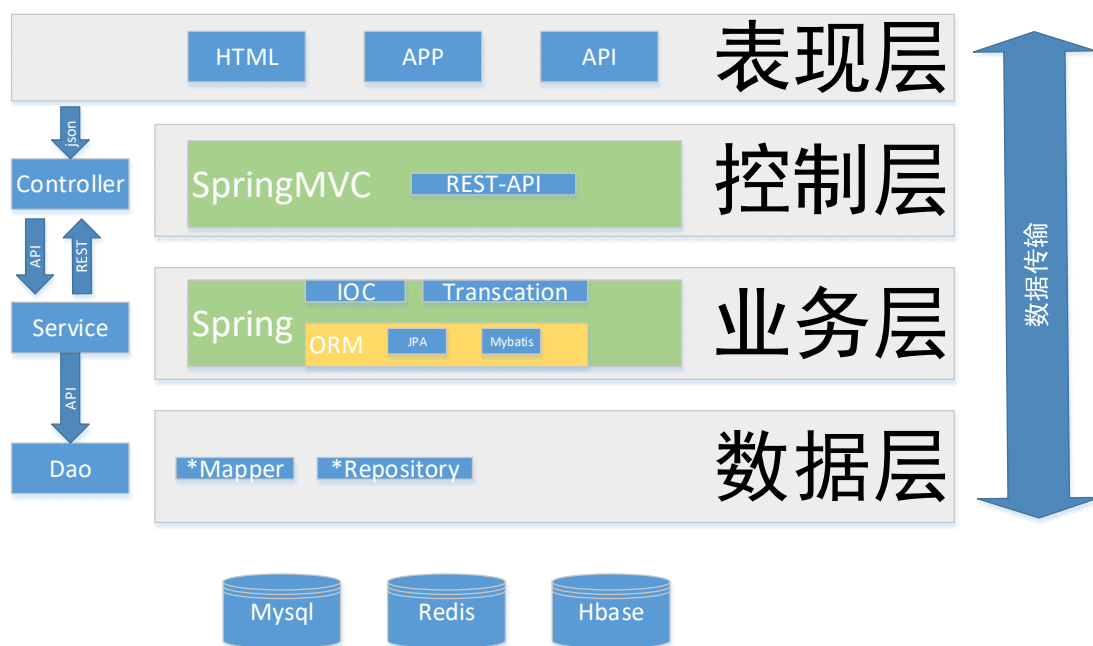 HTML APP API 表现层
json
Controller
SpringMVC REST-API 控制层
API REST
数据传输
IOC Transcation
Service Spring 业务层
ORM JPA Mybatis
API
Dao *Mapper *Repository 数据层
Mysql Redis Hbase